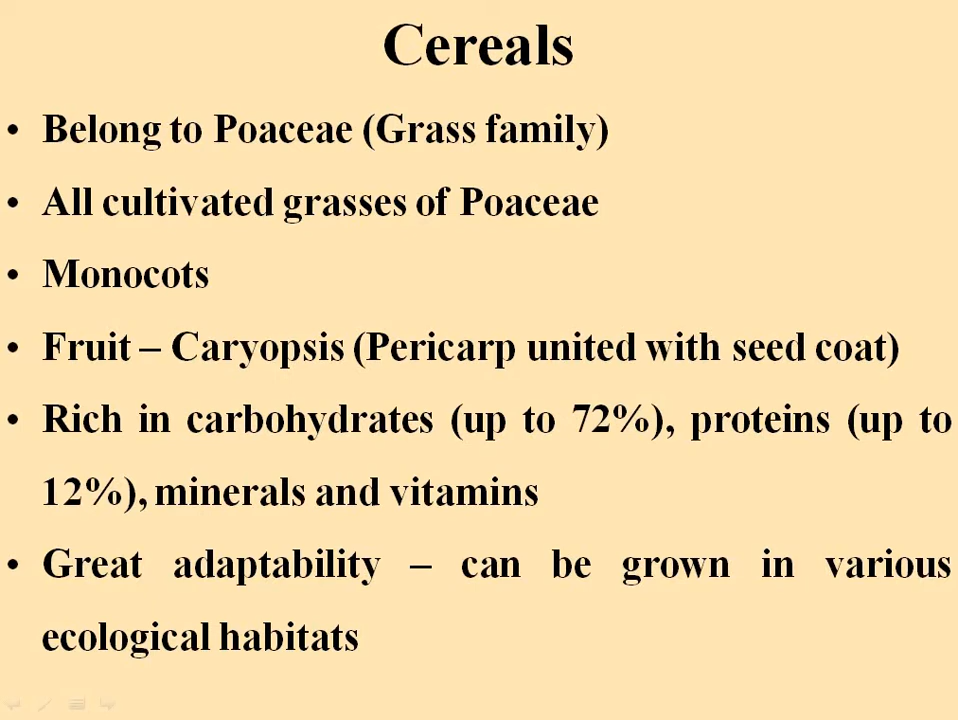 Cereals
• Belong to Poaceae (Grass family)
• All cultivated grasses of Poaceae
• Monocots
• Fruit – Caryopsis (Pericarp united with seed coat)
• Rich in carbohydrates (up to 72%), proteins (up to
12%), minerals and vitamins
• Great adaptability – can be grown in various
ecological habitats